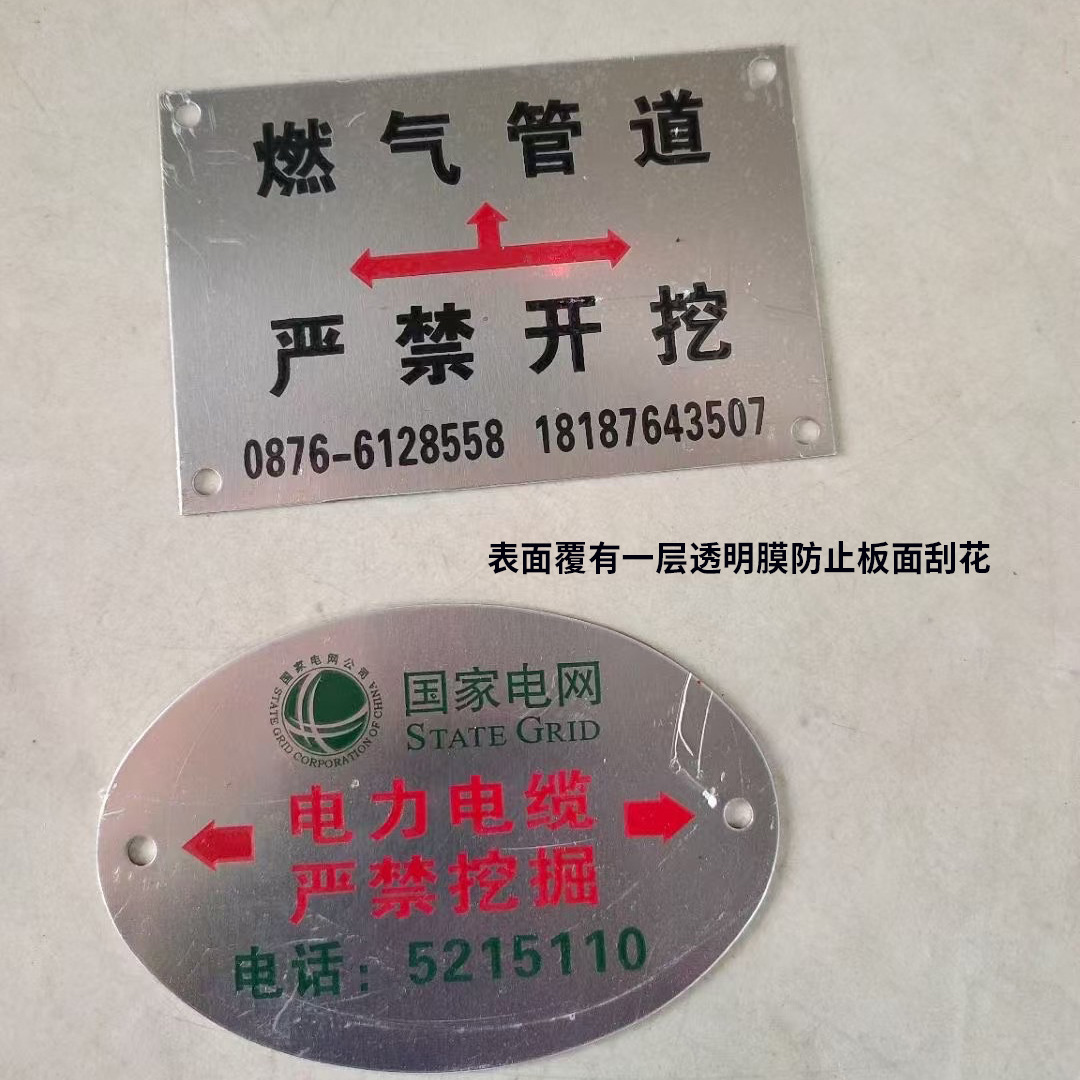 燃气管道
严禁开挖
0876-6128558 18187643507
表面覆有一层透明膜防止板面刮花
国家电网公司
STATE GRID CORPORATION OF CHINA
国家电网
STATE GRID
电力电缆
严禁挖掘
电话：5215110